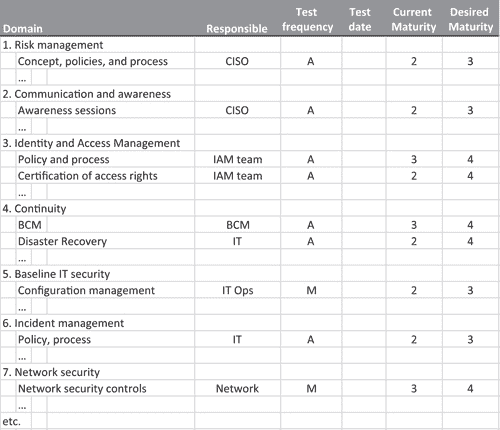 Domain Responsible Test frequency Test date Current Maturity Desired Maturity
1. Risk management
Concept, policies, and process CISO A 2 3
...
2. Communication and awareness
Awareness sessions CISO A 2 3
...
3. Identity and Access Management
Policy and process IAM team A 3 4
Certification of access rights IAM team A 2 4
...
4. Continuity
BCM BCM A 3 4
Disaster Recovery IT A 2 4
...
5. Baseline IT security
Configuration management IT Ops M 2 3
...
6. Incident management
Policy, process IT A 2 3
...
7. Network security
Network security controls Network M 3 4
...
etc.